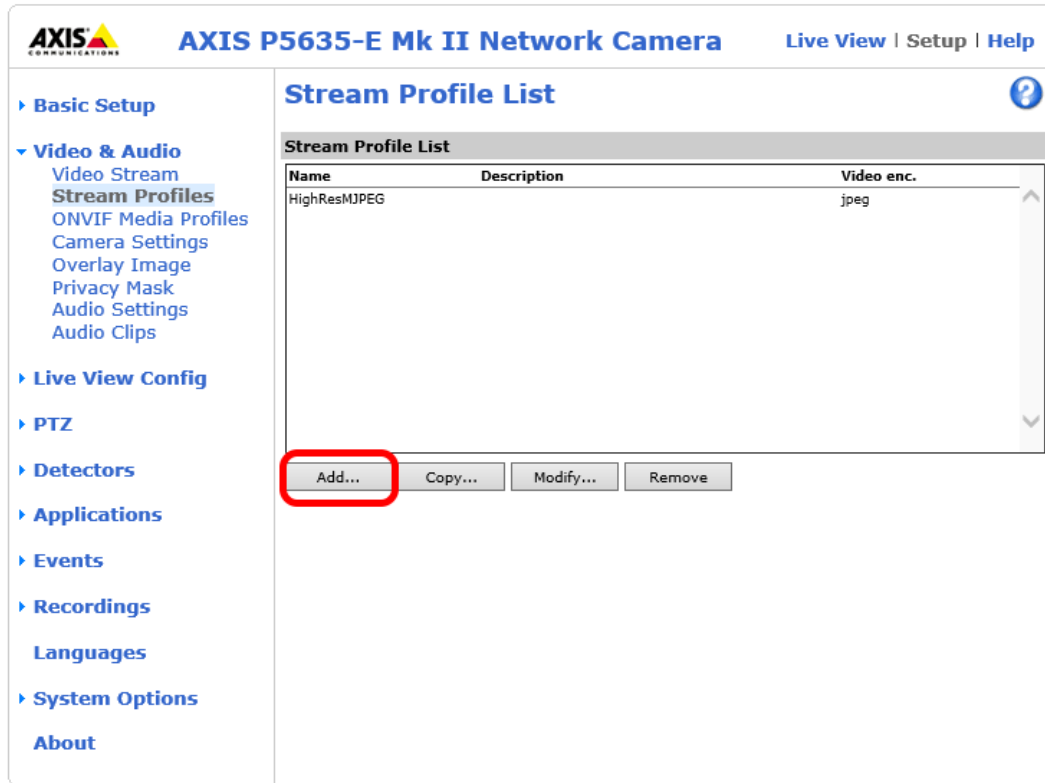 AXIS
COMMUNICATIONS
AXIS P5635-E Mk II Network Camera
Live View | Setup | Help
Basic Setup
Video & Audio
Video Stream
Stream Profiles
ONVIF Media Profiles
Camera Settings
Overlay Image
Privacy Mask
Audio Settings
Audio Clips
Live View Config
PTZ
Detectors
Applications
Events
Recordings
Languages
System Options
About
Stream Profile List
?
Stream Profile List
Name Description Video enc.
HighResMJPEG jpeg
Add... Copy... Modify... Remove